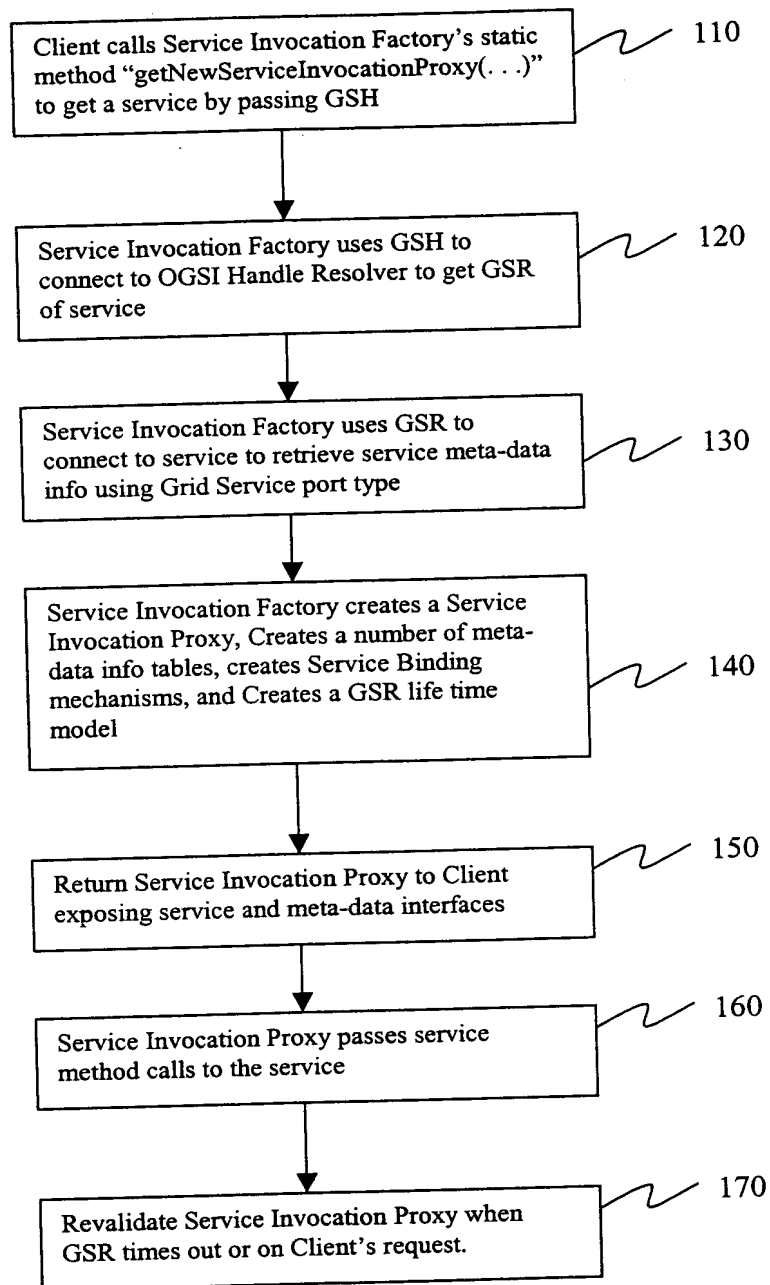 Client calls Service Invocation Factory's static
method "getNewServiceInvocationProxy(. . .)"
to get a service by passing GSH
110
Service Invocation Factory uses GSH to
connect to OGSI Handle Resolver to get GSR
of service
120
Service Invocation Factory uses GSR to
connect to service to retrieve service meta-data
info using Grid Service port type
130
Service Invocation Factory creates a Service
Invocation Proxy, Creates a number of meta-
data info tables, creates Service Binding
mechanisms, and Creates a GSR life time
model
140
Return Service Invocation Proxy to Client
exposing service and meta-data interfaces
150
Service Invocation Proxy passes service
method calls to the service
160
Revalidate Service Invocation Proxy when
GSR times out or on Client's request.
170